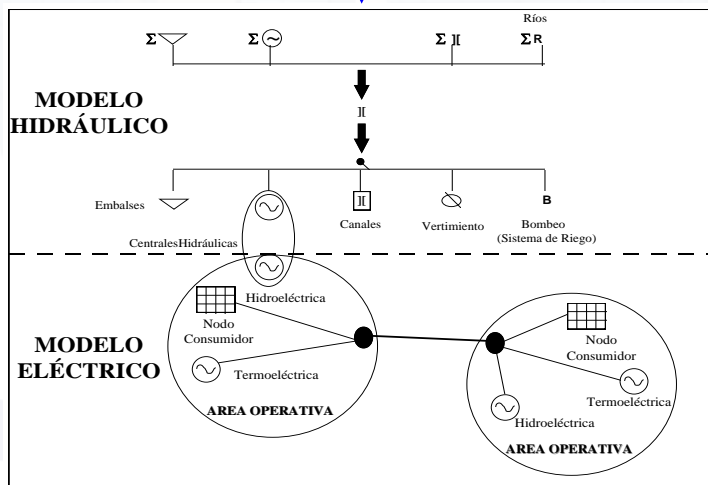 Ríos
Σ Σ Σ ][ Σ R
MODELO
HIDRÁULICO
][
Embalses
][
B
Canales
Vertimiento
Bombeo
(Sistema de Riego)
CentralesHidráulicas
Hidroeléctrica
Nodo
Consumidor
Termoeléctrica
AREA OPERATIVA
MODELO
ELÉCTRICO
Nodo
Consumidor
Termoeléctrica
Hidroeléctrica
AREA OPERATIVA